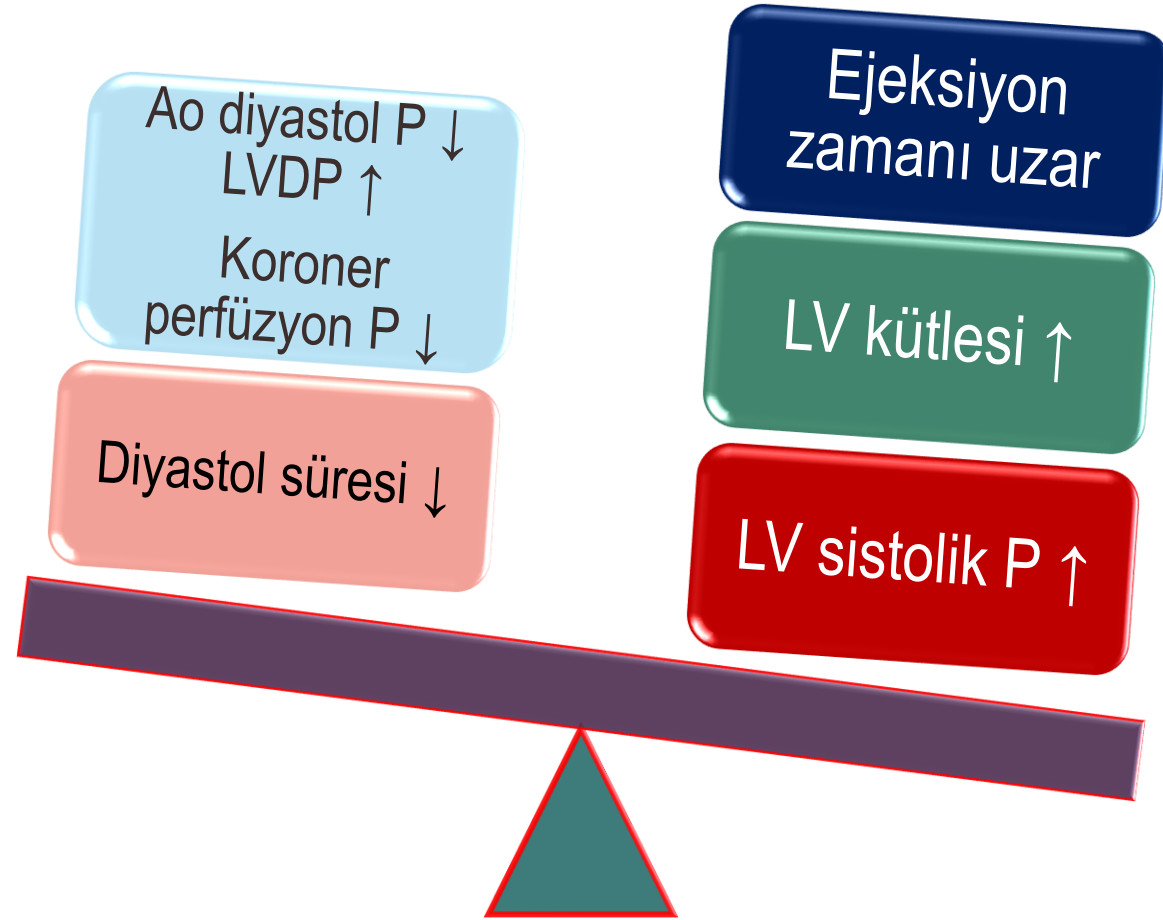 Ao diyastol P ↓
LVDP ↑
Koroner
perfüzyon P ↓
Diyastol süresi ↓
Ejeksiyon
zamanı uzar
LV kütlesi ↑
LV sistolik P ↑